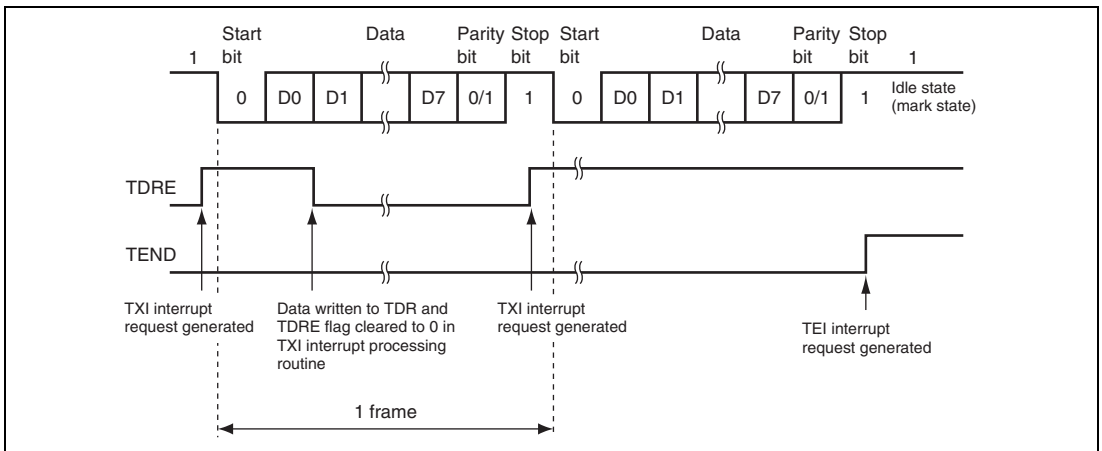 Start Data Parity Stop Start Data Parity Stop
1 bit bit bit bit bit bit 1
0 D0 D1 D7 0/1 1 0 D0 D1 D7 0/1 1 Idle state
(mark state)
TDRE
TEND
TXI interrupt
request generated
Data written to TDR and
TDRE flag cleared to 0 in
TXI interrupt processing
routine
TXI interrupt
request generated
TEI interrupt
request generated
1 frame